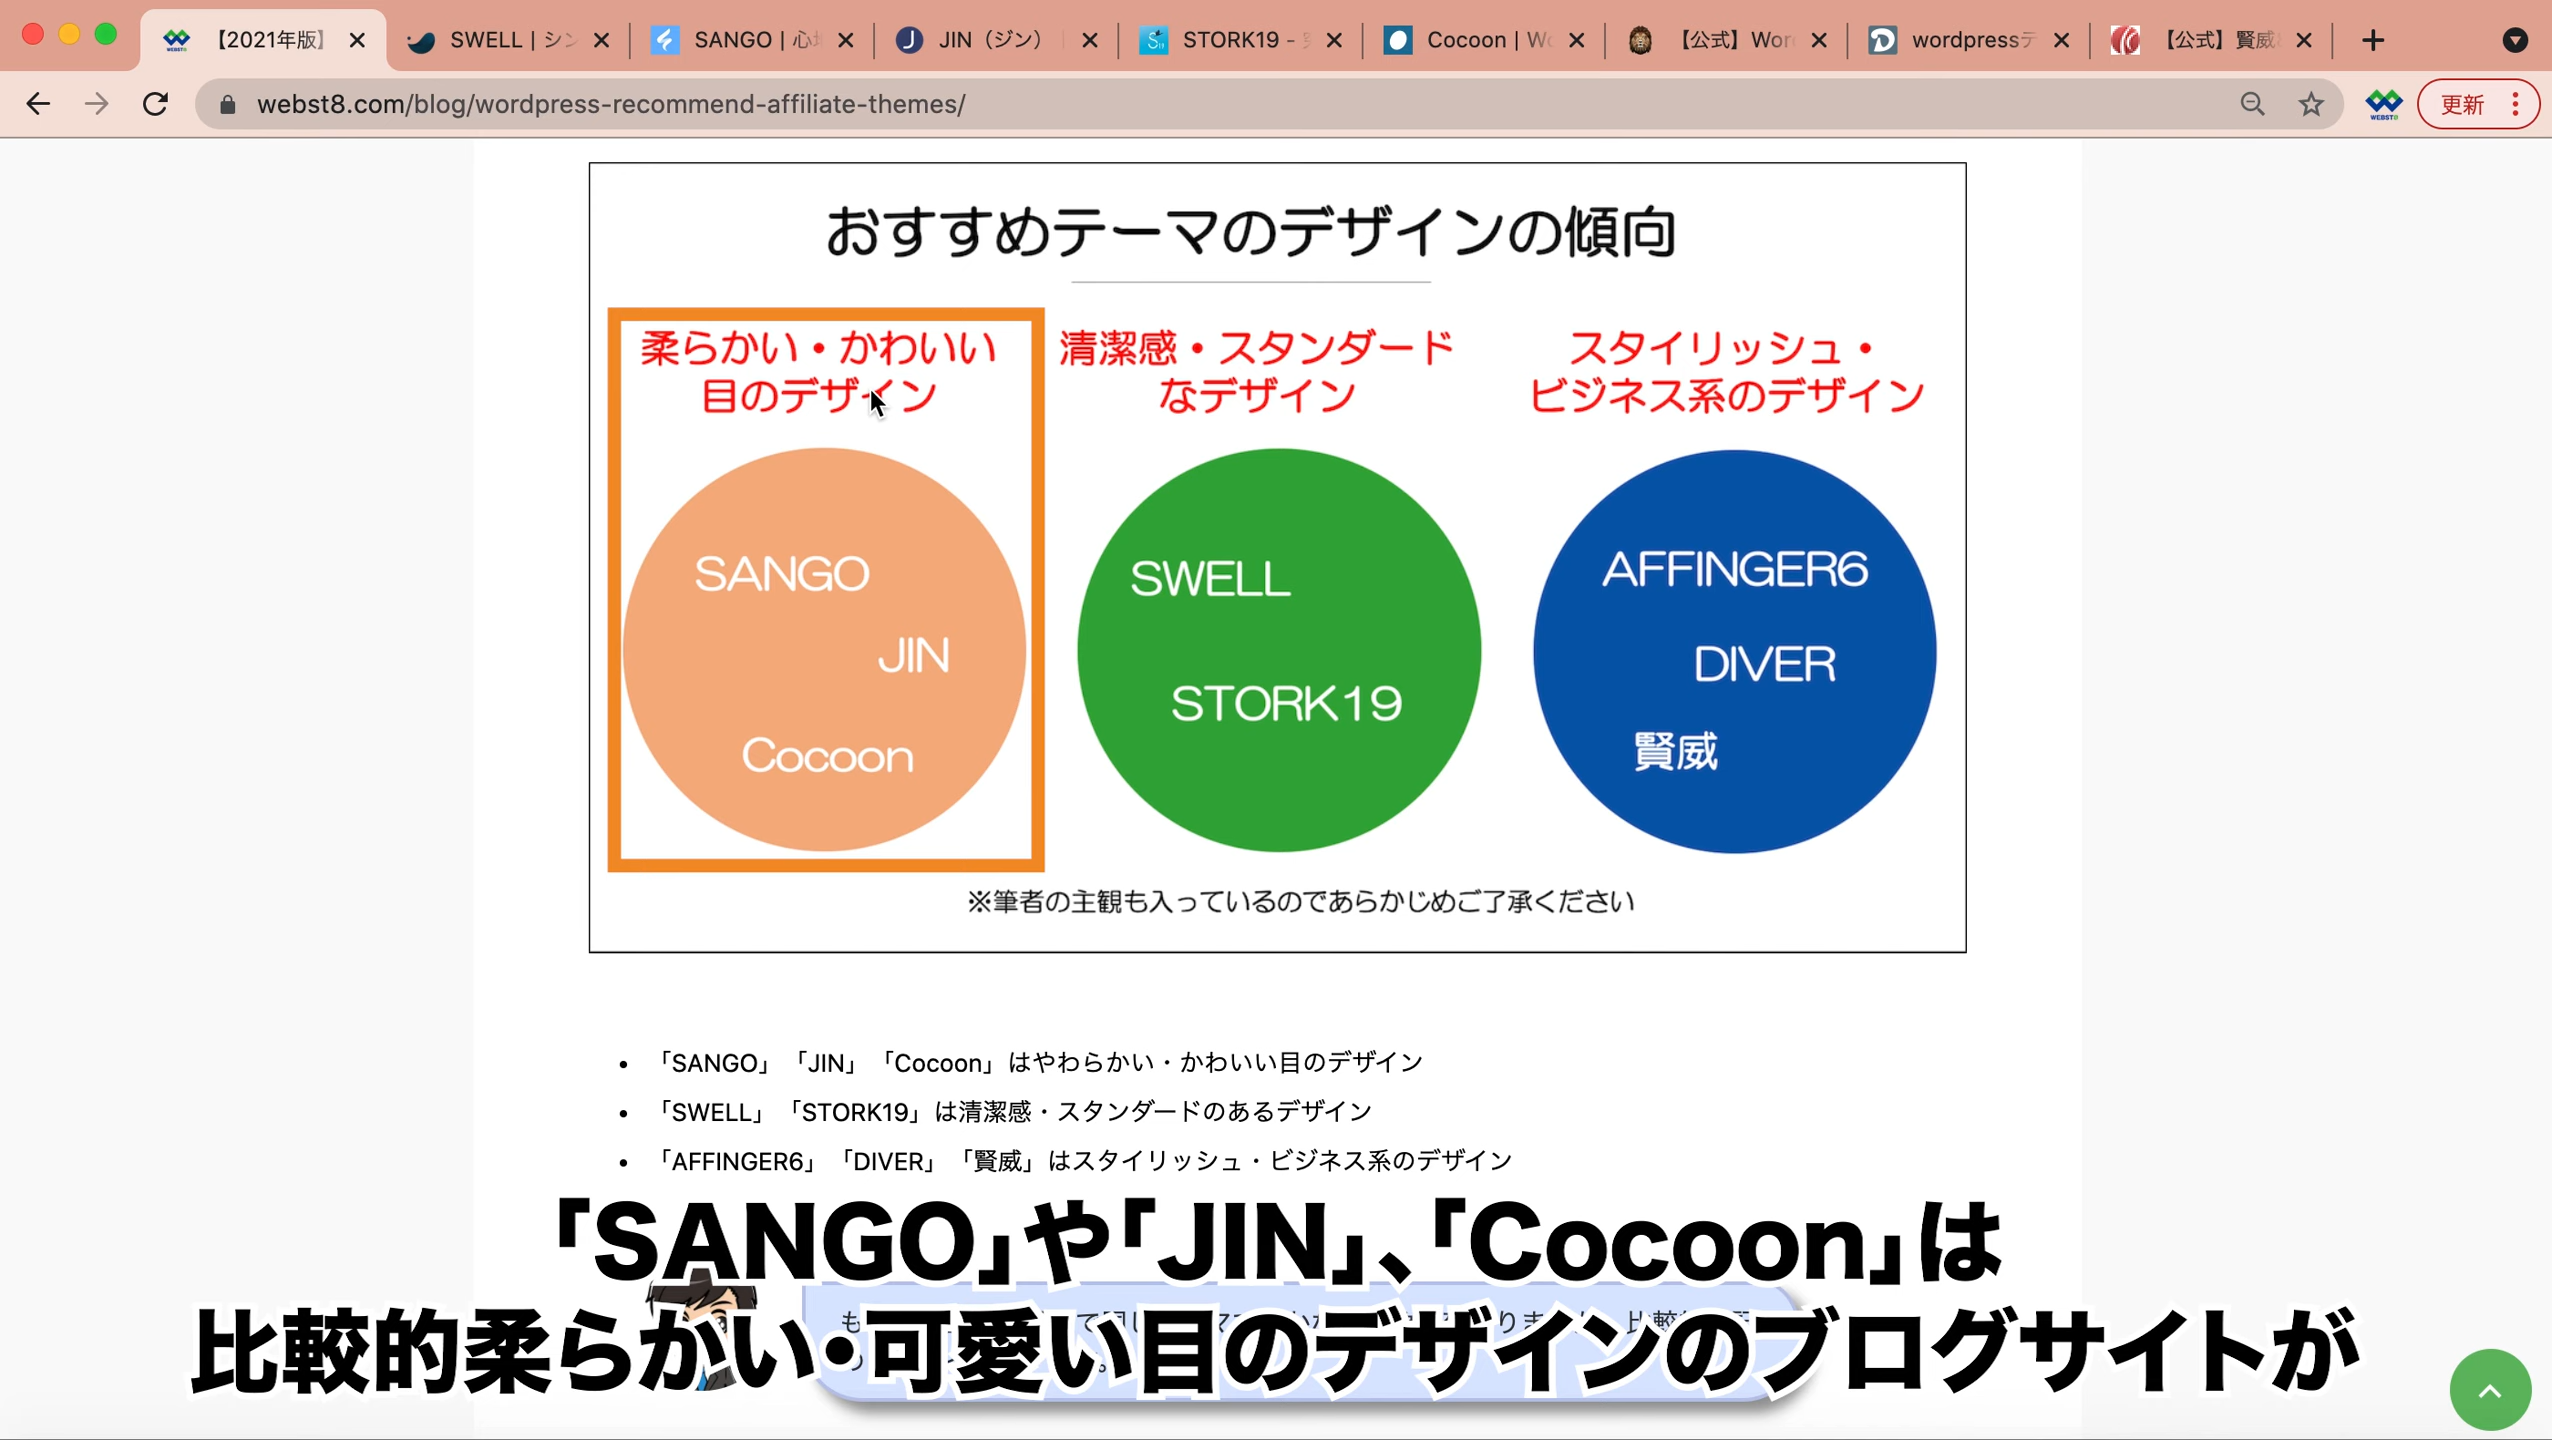 【2021年版】
SWELL | シン
SANGO | 心地
JIN（ジン）
STORK19 -
Cocoon | Wo
【公式】Wor
wordpressテ
【公式】賢威
webst8.com/blog/wordpress-recommend-affiliate-themes/
更新
おすすめテーマのデザインの傾向
柔らかい・かわいい
目のデザイン
清潔感・スタンダード
なデザイン
スタイリッシュ・
ビジネス系のデザイン
SANGO
JIN
Cocoon
SWELL
STORK19
AFFINGER6
DIVER
賢威
※筆者の主観も入っているのであらかじめご了承ください
• 「SANGO」「JIN」「Cocoon」はやわらかい・かわいい目のデザイン
• 「SWELL」「STORK19」は清潔感・スタンダードのあるデザイン
• 「AFFINGER6」「DIVER」「賢威」はスタイリッシュ・ビジネス系のデザイン
「SANGO」や「JIN」、「Cocoon」は
比較的柔らかい・可愛い目のデザインのブログサイトが